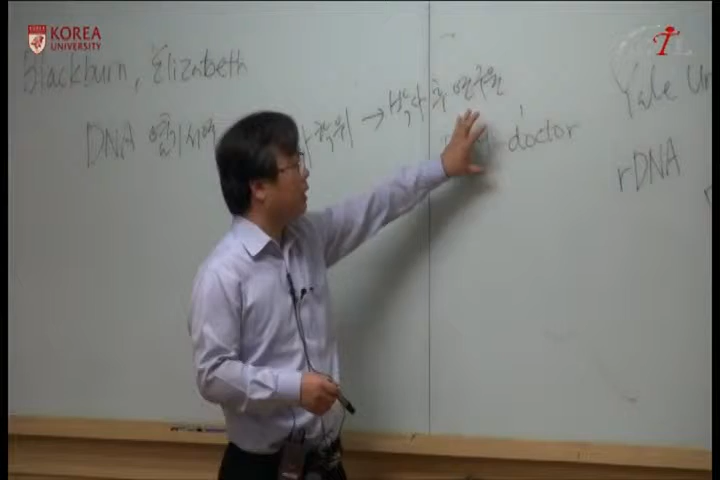 KOREA
UNIVERSITY
Blackburn, Elizabeth
DNA 염기서열 학위 → 박사 후 연구원
doctor
Yale Un
rDNA